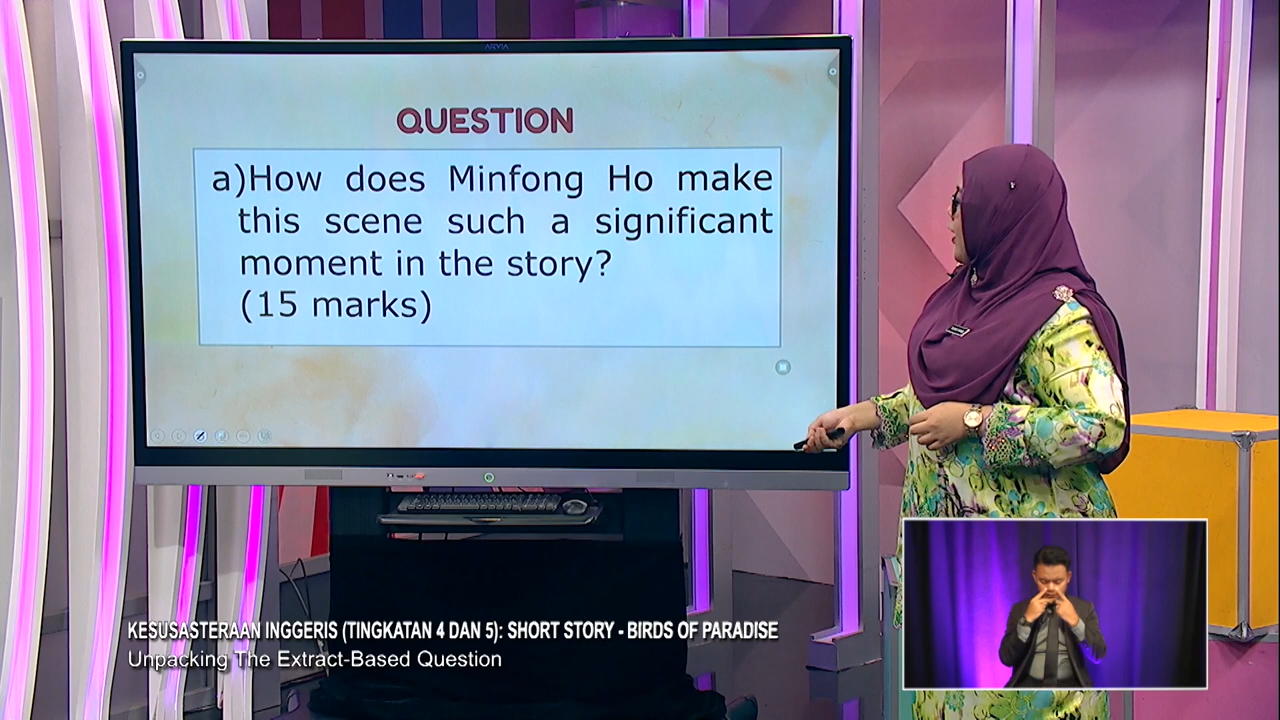 QUESTION
a)How does Minfong Ho make
this scene such a significant
moment in the story?
(15 marks)
KESUSASTERAAN INGGERIS (TINGKATAN 4 DAN 5): SHORT STORY - BIRDS OF PARADISE
Unpacking The Extract-Based Question